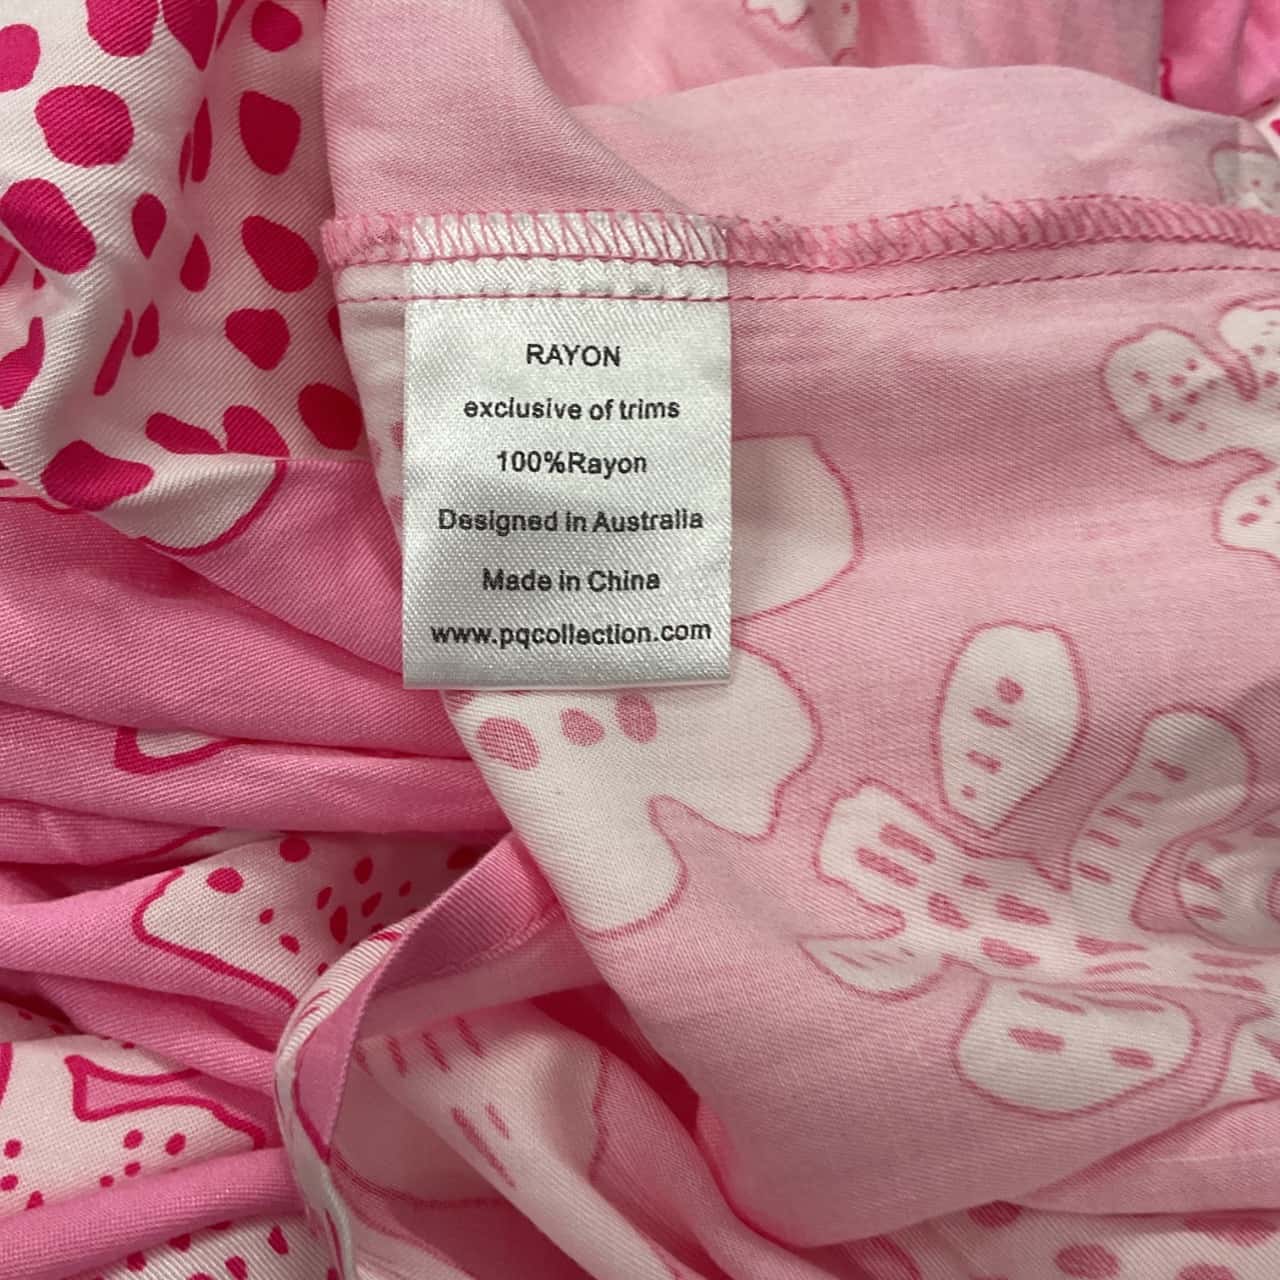 RAYON
exclusive of trims
100%Rayon
Designed in Australia
Made in China
www.pqcollection.com